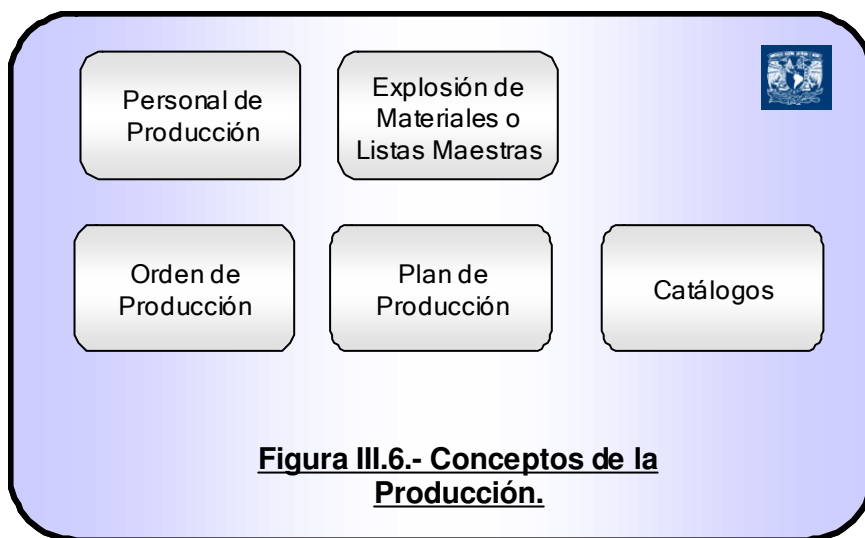 Personal de
Producción
Explosión de
Materiales o
Listas Maestras
Orden de
Producción
Plan de
Producción
Catálogos
Figura III.6.- Conceptos de la
Producción.